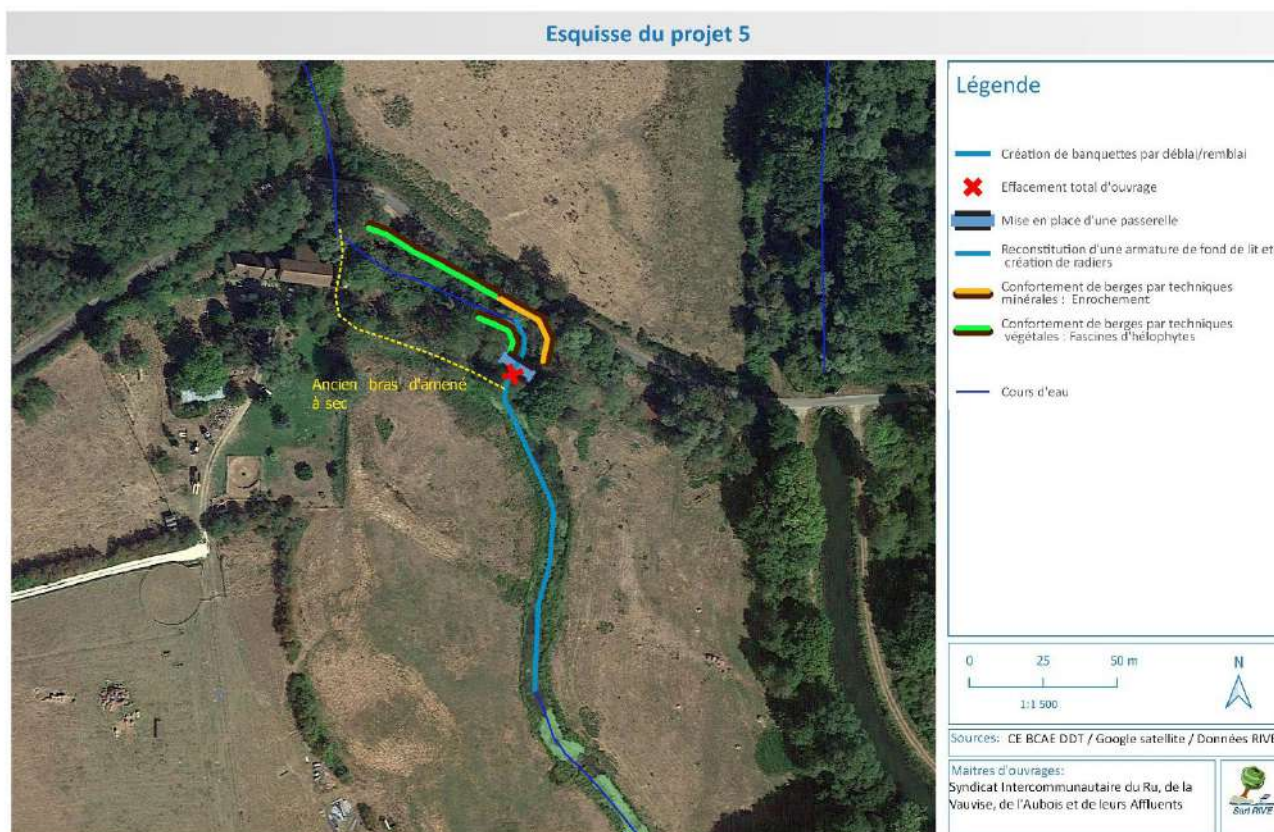 Esquisse du projet 5
Ancien bras d'amené
à sec
Légende
Création de banquettes par déblai/remblai
Effacement total d'ouvrage
Mise en place d'une passerelle
Reconstitution d'une armature de fond de lit et
création de radiers
Confortement de berges par techniques
minérales : Enrochement
Confortement de berges par techniques
végétales : Fascines d'hélophytes
Cours d'eau
0 25 50 m
1:1 500
N
Sources: CE BCAE DDT / Google satellite / Données RIVE
Maitres d'ouvrages:
Syndicat Intercommunautaire du Ru, de la
Vauvise, de l'Aubois et de leurs Affluents
Sarl RIVE